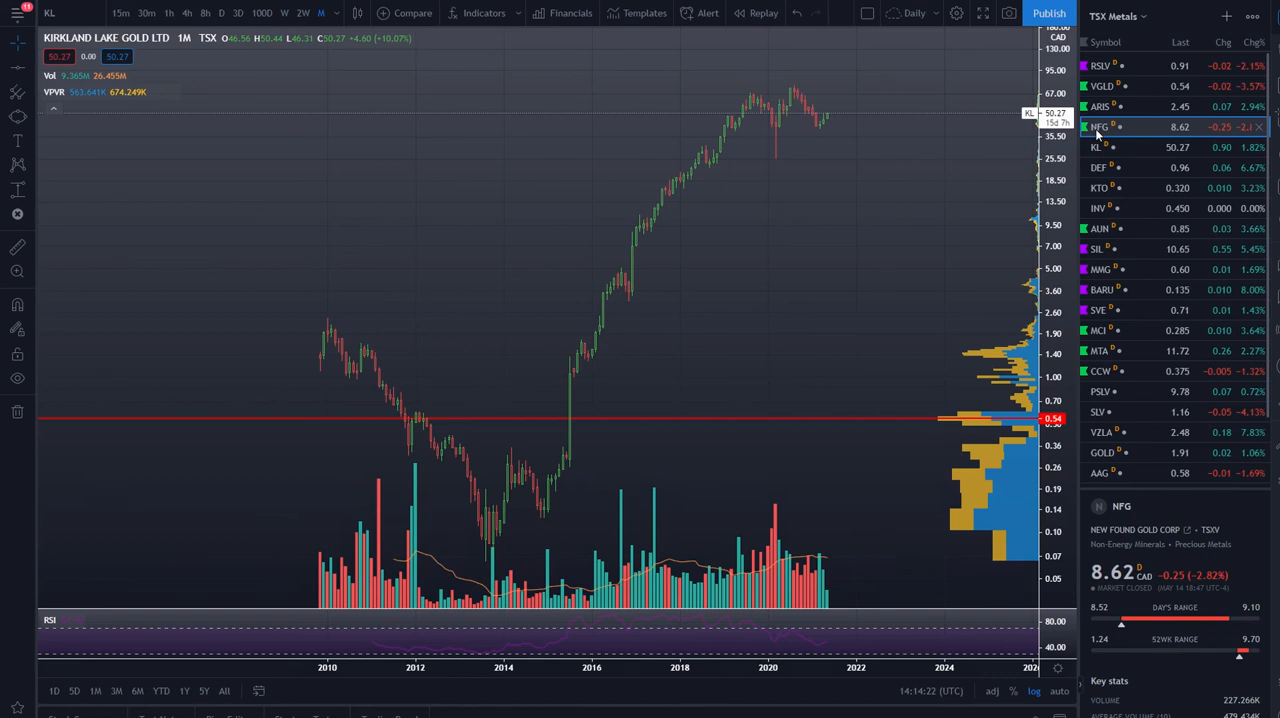 11
KL 15m 30m 1h 4h 8h D 3D 100D W 2W M Compare Indicators Financials Templates Alert Replay Daily Publish
TSX Metals
KIRKLAND LAKE GOLD LTD 1M TSX O46.56 H50.44 L46.31 C50.27 +4.60 (+10.07%)
50.27 0.00 50.27
Vol 9.365M 26.455M
VPVR 563.641K 674.249K
CAD
130.00
95.00
67.00
KL 50.27
15d 7h
35.50
25.50
18.50
13.50
9.50
7.00
5.00
3.60
2.60
1.90
1.40
1.00
0.70
0.54
0.36
0.26
0.19
0.14
0.10
0.07
0.05
RSI
80.00
40.00
2010 2012 2014 2016 2018 2020 2022 2024
1D 5D 1M 3M 6M YTD 1Y 5Y All 14:14:22 (UTC) adj % log auto
Symbol Last Chg Chg%
RSLV D 0.91 −0.02 −2.15%
VGLD D 0.54 −0.02 −3.57%
ARIS D 2.45 0.07 2.94%
NFG D 8.62 −0.25
KL D 50.27 0.90 1.82%
DEF D 0.96 0.06 6.67%
KTO D 0.320 0.010 3.23%
INV D 0.450 0.000 0.00%
AUN D 0.85 0.03 3.66%
SIL D 10.65 0.55 5.45%
MMG D 0.60 0.01 1.69%
BARU D 0.135 0.010 8.00%
SVE D 0.71 0.01 1.43%
MCI D 0.285 0.010 3.64%
MTA D 11.72 0.26 2.27%
CCW D 0.375 −0.005 −1.32%
PSLV D 9.78 0.07 0.72%
SLV D 1.16 −0.05 −4.13%
VZLA D 2.48 0.18 7.83%
GOLD D 1.91 0.02 1.06%
AAG D 0.58 −0.01 −1.69%
N NFG
NEW FOUND GOLD CORP • TSXV
Non-Energy Minerals • Precious Metals
8.62 D CAD −0.25 (−2.82%)
MARKET CLOSED (MAY 14 18:47 UTC-4)
8.52 DAY'S RANGE 9.10
1.24 52WK RANGE 9.70
Key stats
VOLUME 227.266K